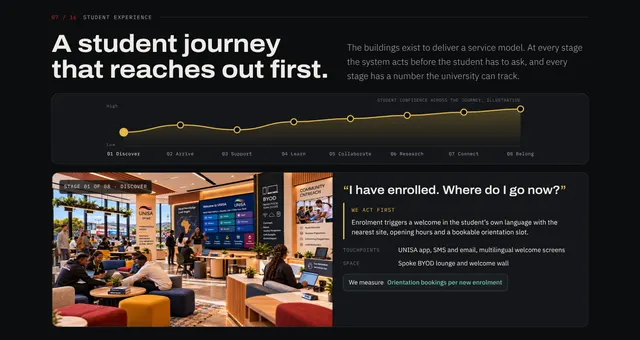 07 / 16 STUDENT EXPERIENCE
A student journey
that reaches out first.
The buildings exist to deliver a service model. At every stage
the system acts before the student has to ask, and every
stage has a number the university can track.
STUDENT CONFIDENCE ACROSS THE JOURNEY, ILLUSTRATIVE
High
Low
01 Discover
02 Arrive
03 Support
04 Learn
05 Collaborate
06 Research
07 Connect
08 Belong
STAGE 01 OF 08 · DISCOVER
UNISA
Welcome to
UNISA
BYOD
COMMUNITY
OUTREACH
“I have enrolled. Where do I go now?”
WE ACT FIRST
Enrolment triggers a welcome in the student’s own language with the
nearest site, opening hours and a bookable orientation slot.
TOUCHPOINTS UNISA app, SMS and email, multilingual welcome screens
SPACE Spoke BYOD lounge and welcome wall
We measure Orientation bookings per new enrolment